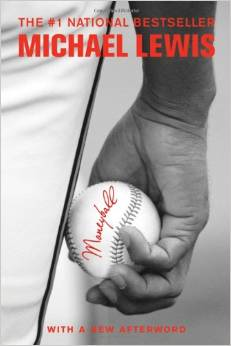 THE #1 NATIONAL BESTSELLER
MICHAEL LEWIS
Moneyball
WITH A NEW AFTERWORD